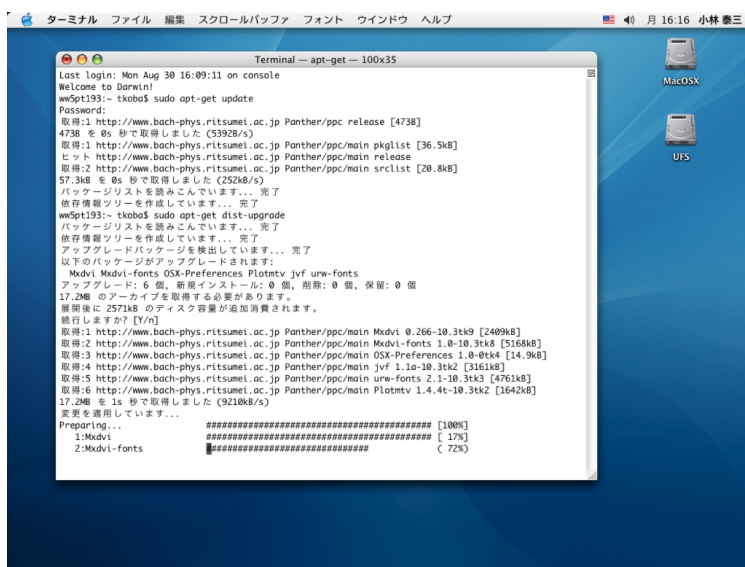 ターミナル ファイル 編集 スクロールバッファ フォント ウインドウ ヘルプ 月 16:16 小林 泰三
Terminal — apt-get — 100x35
Last login: Mon Aug 30 16:09:11 on console
Welcome to Darwin!
ww5pt193:~ tkoba$ sudo apt-get update
Password:
取得:1 http://www.bach-phys.ritsumei.ac.jp Panther/ppc release [473B]
473B を 0s 秒で取得しました (539ZB/s)
取得:1 http://www.bach-phys.ritsumei.ac.jp Panther/ppc/main pkglist [36.5kB]
ヒット http://www.bach-phys.ritsumei.ac.jp Panther/ppc/main release
取得:2 http://www.bach-phys.ritsumei.ac.jp Panther/ppc/main srclist [20.8kB]
57.3kB を 0s 秒で取得しました (252kB/s)
パッケージリストを読みこんでいます... 完了
依存情報ツリーを作成しています... 完了
ww5pt193:~ tkoba$ sudo apt-get dist-upgrade
パッケージリストを読みこんでいます... 完了
依存情報ツリーを作成しています... 完了
アップグレードパッケージを検出しています... 完了
以下のパッケージがアップグレードされます:
Mxdvi Mxdvi-fonts OSX-Preferences Plotmtv jvf urw-fonts
アップグレード: 6 個, 新規インストール: 0 個, 削除: 0 個, 保留: 0 個
17.2MB のアーカイブを取得する必要があります。
展開後に 2571kB のディスク容量が追加消費されます。
続行しますか? [Y/n]
取得:1 http://www.bach-phys.ritsumei.ac.jp Panther/ppc/main Mxdvi 0.266-10.3tk9 [2409kB]
取得:2 http://www.bach-phys.ritsumei.ac.jp Panther/ppc/main Mxdvi-fonts 1.0-10.3tk8 [5168kB]
取得:3 http://www.bach-phys.ritsumei.ac.jp Panther/ppc/main OSX-Preferences 1.0-0tk4 [14.9kB]
取得:4 http://www.bach-phys.ritsumei.ac.jp Panther/ppc/main jvf 1.1a-10.3tk2 [3161kB]
取得:5 http://www.bach-phys.ritsumei.ac.jp Panther/ppc/main urw-fonts 2.1-10.3tk3 [4761kB]
取得:6 http://www.bach-phys.ritsumei.ac.jp Panther/ppc/main Plotmtv 1.4.4t-10.3tk2 [1642kB]
17.2MB を 1s 秒で取得しました (9210kB/s)
変更を適用しています...
Preparing... ########################################### [100%]
1:Mxdvi ########################################### [ 17%]
2:Mxdvi-fonts ############################### ( 72%)
MacOSX
UFS